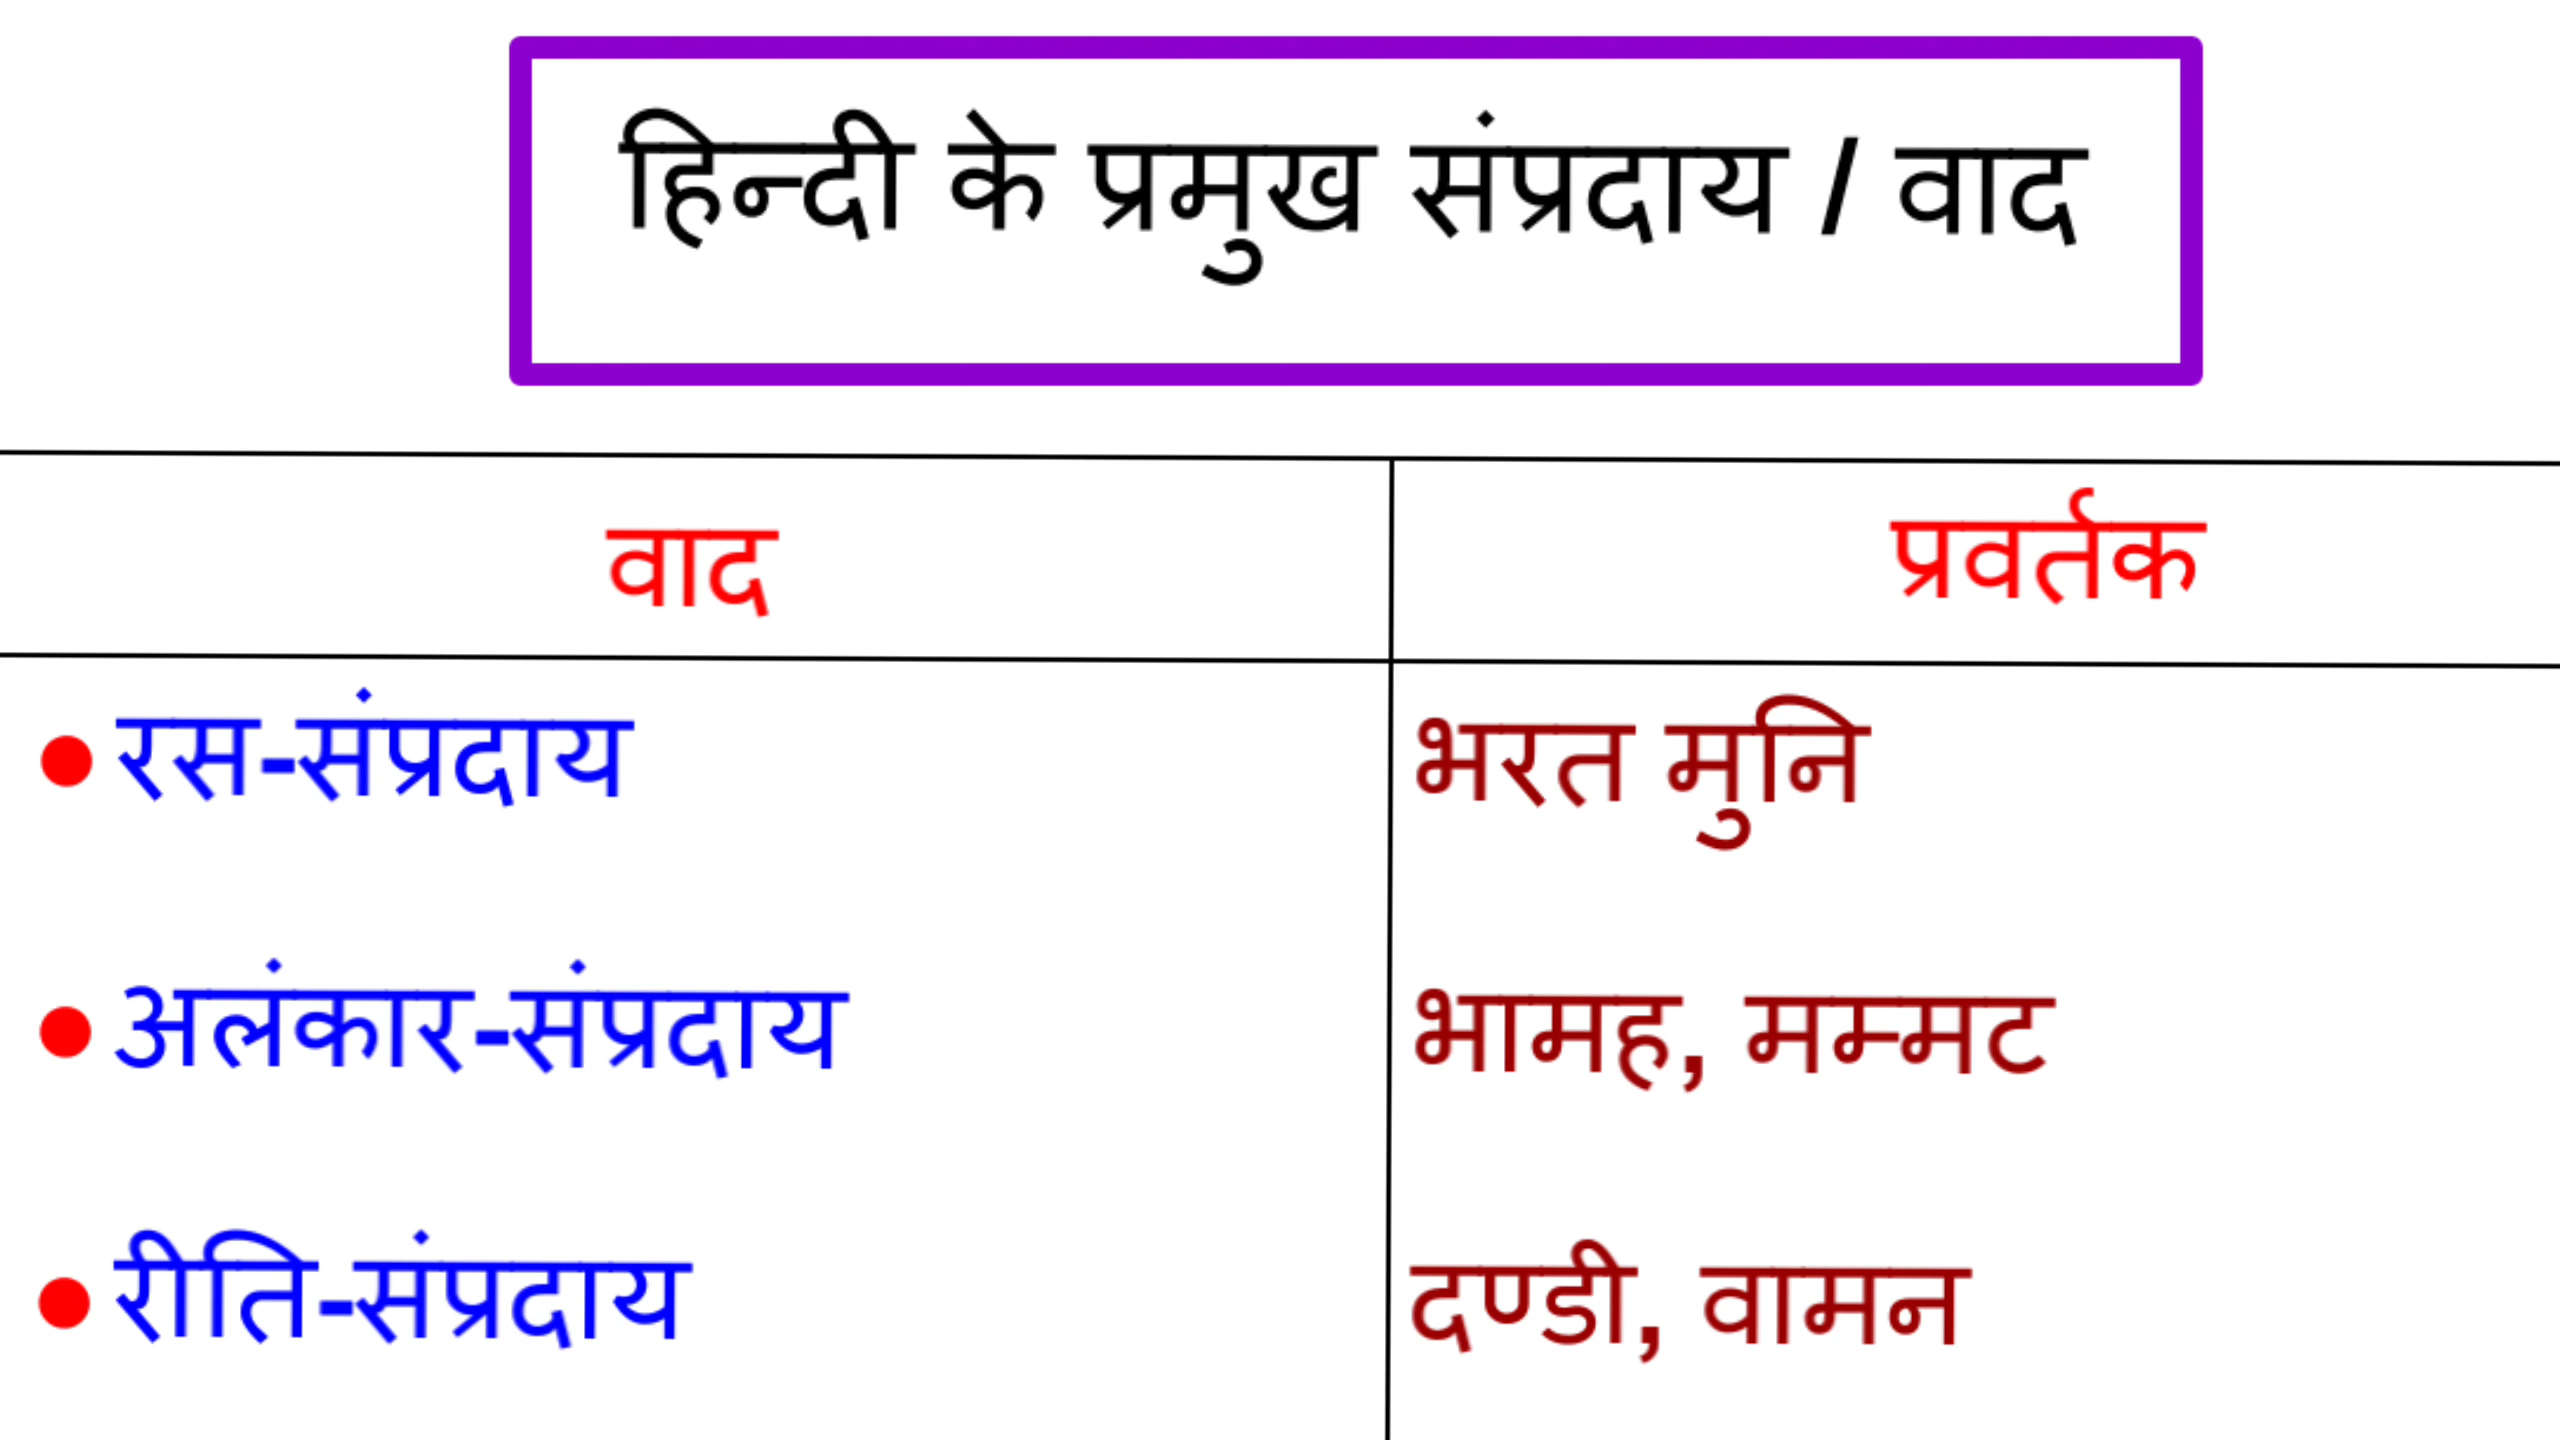 हिन्दी के प्रमुख संप्रदाय / वाद
वाद प्रवर्तक
रस-संप्रदाय भरत मुनि
अलंकार-संप्रदाय भामह, मम्मट
रीति-संप्रदाय दण्डी, वामन